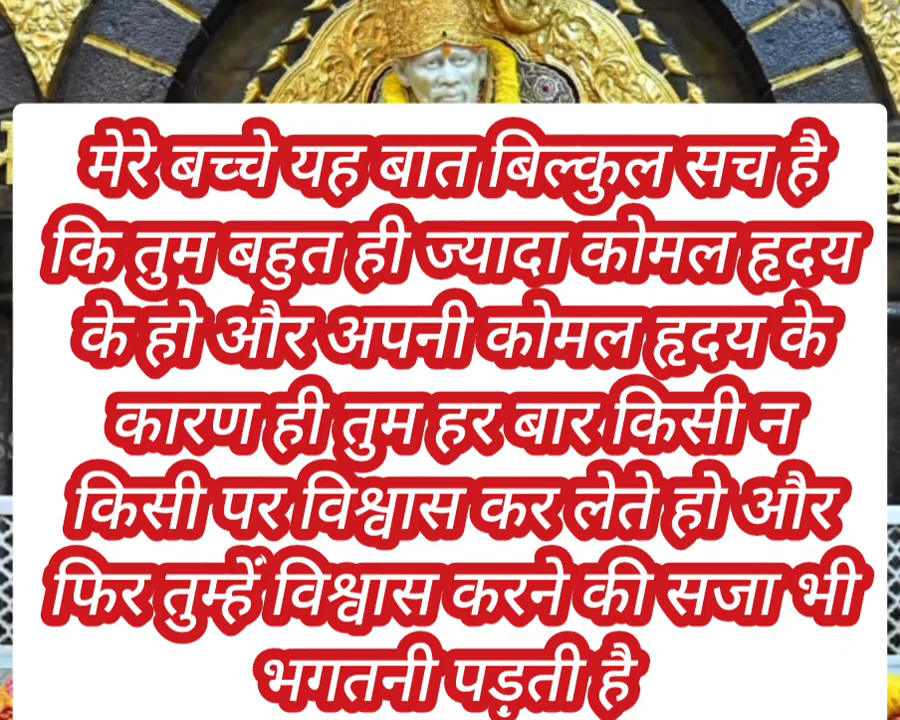 मेरे बच्चे यह बात बिल्कुल सच है
कि तुम बहुत ही ज्यादा कोमल हृदय
के हो और अपनी कोमल हृदय के
कारण ही तुम हर बार किसी न
किसी पर विश्वास कर लेते हो और
फिर तुम्हें विश्वास करने की सजा भी
भगतनी पड़ती है